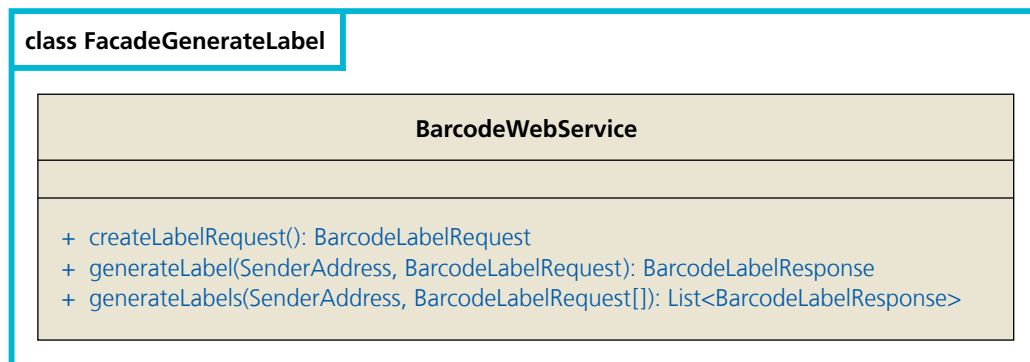 class FacadeGenerateLabel
BarcodeWebService
+ createLabelRequest(): BarcodeLabelRequest
+ generateLabel(SenderAddress, BarcodeLabelRequest): BarcodeLabelResponse
+ generateLabels(SenderAddress, BarcodeLabelRequest[]): List<BarcodeLabelResponse>